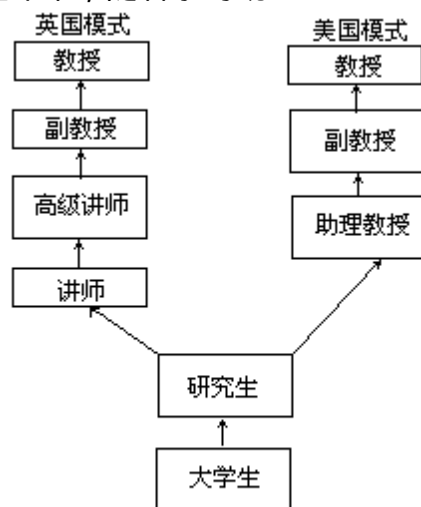 英国模式
美国模式
教授
教授
副教授
副教授
高级讲师
助理教授
讲师
研究生
大学生